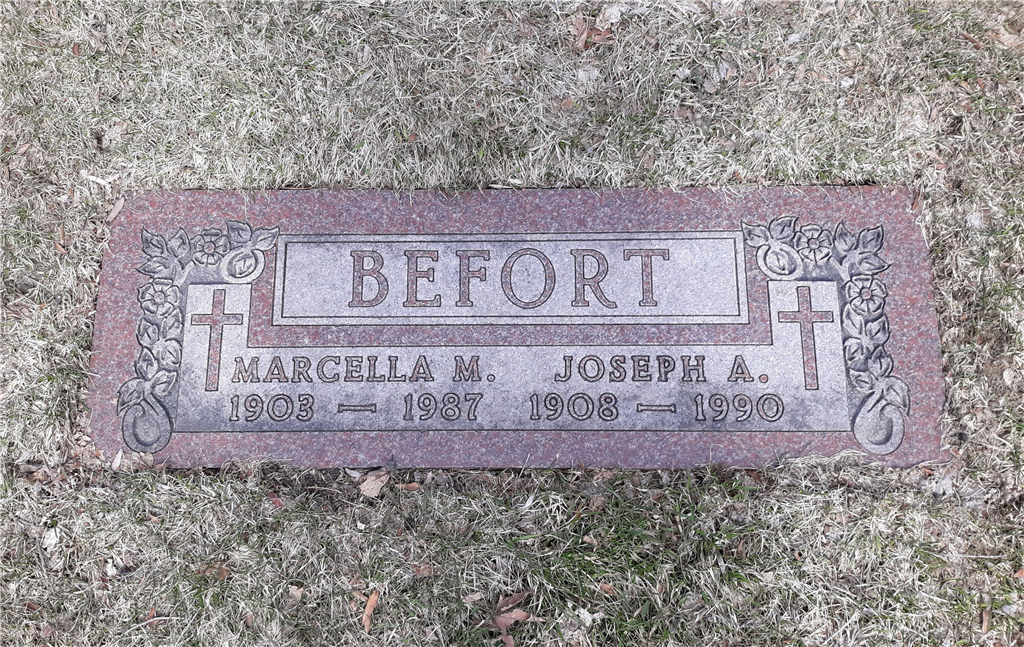 BEFORT
MARCELLA M. JOSEPH A.
1903 — 1987 1908 — 1990